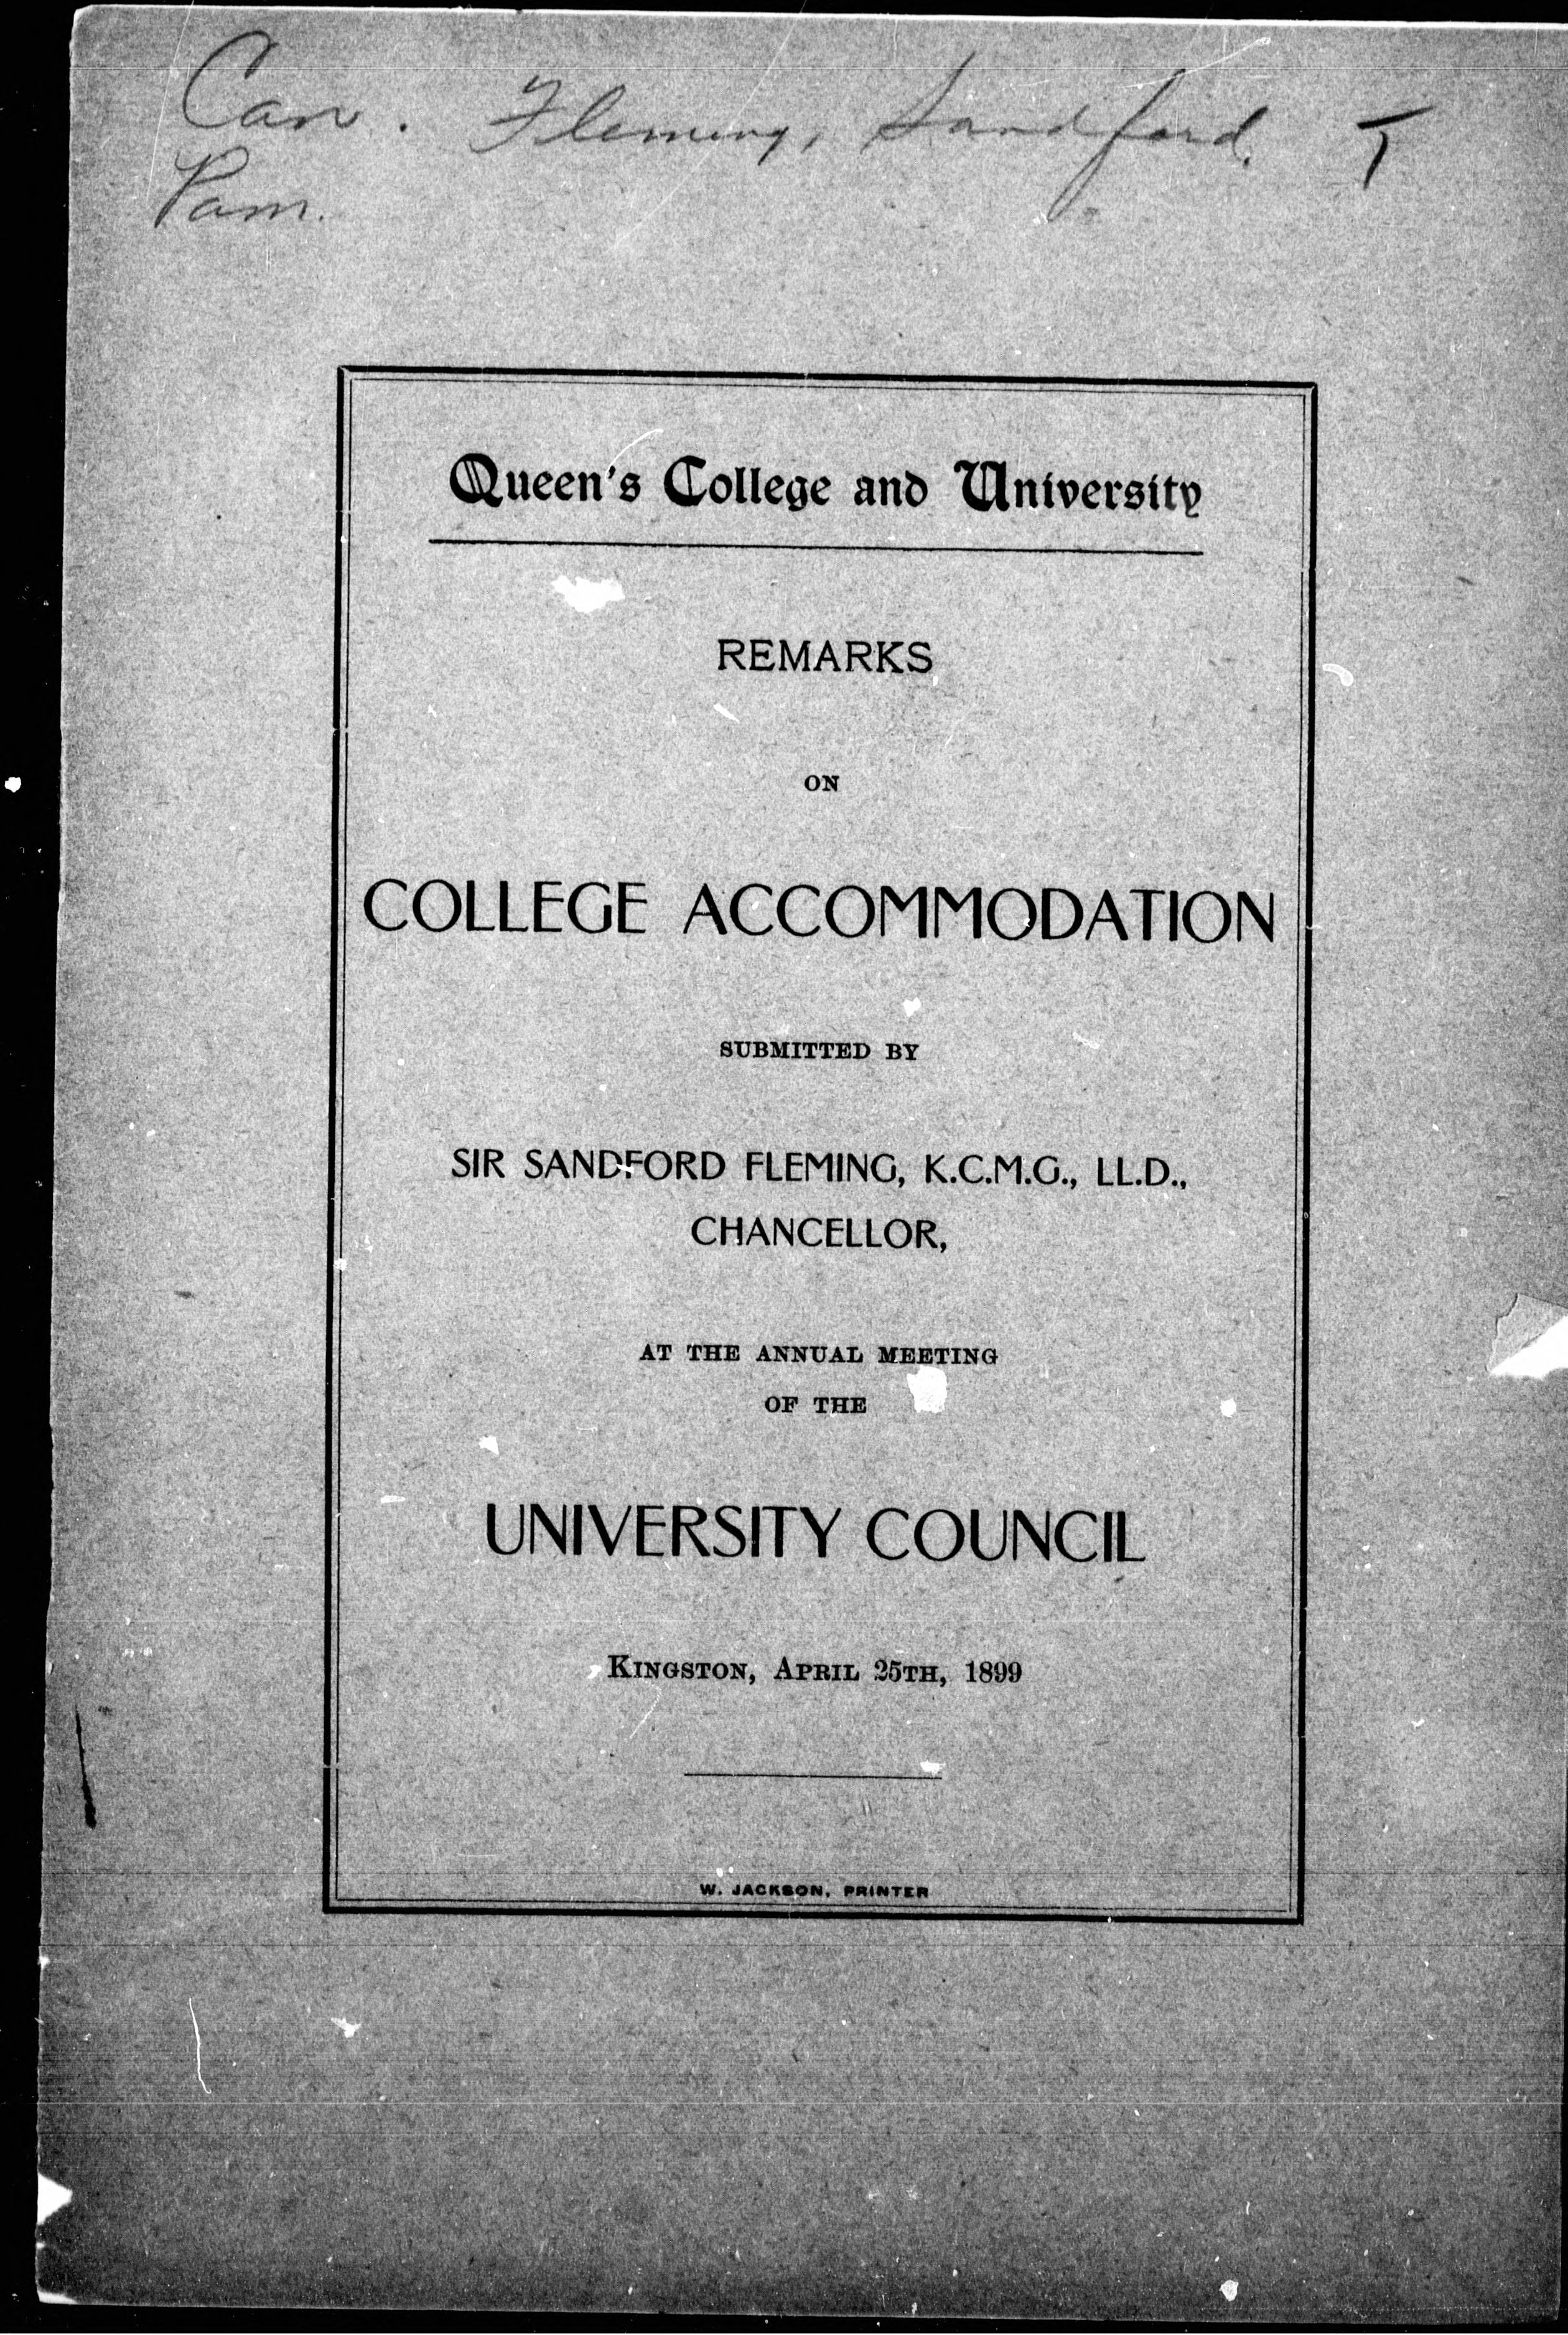 Can. Fleming, Sandford. T
Pam.
Queen's College and University
REMARKS
ON
COLLEGE ACCOMMODATION
SUBMITTED BY
SIR SANDFORD FLEMING, K.C.M.G., LL.D.,
CHANCELLOR,
AT THE ANNUAL MEETING
OF THE
UNIVERSITY COUNCIL
KINGSTON, APRIL 25TH, 1899
W. JACKSON, PRINTER